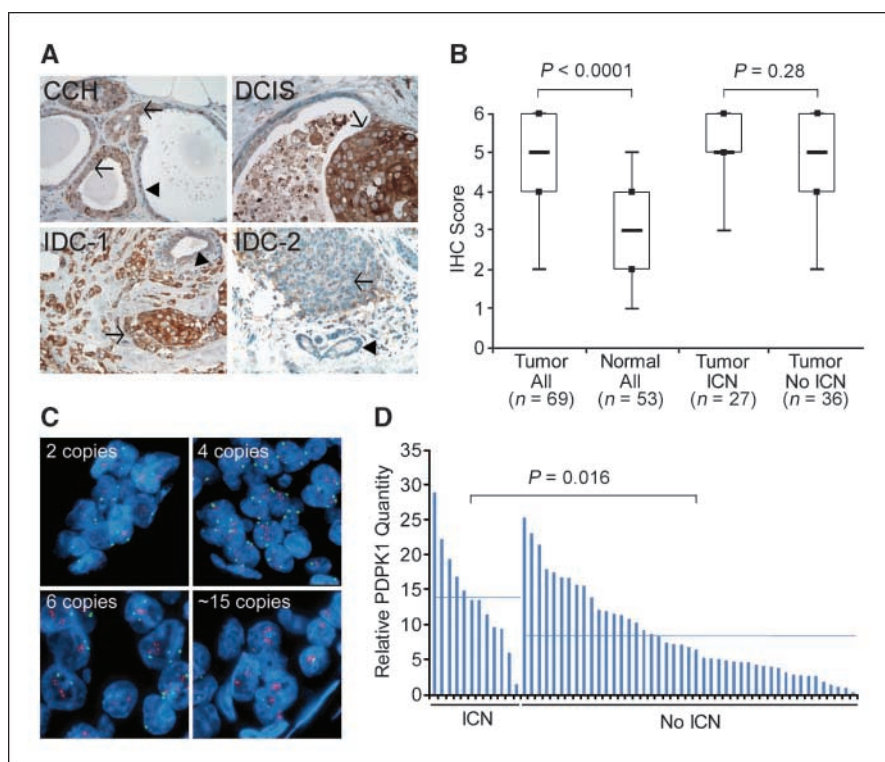 A
CCH
DCIS
IDC-1
IDC-2
B
P < 0.0001
P = 0.28
IHC Score
6
5
4
3
2
1
0
Tumor All (n = 69)
Normal All (n = 53)
Tumor ICN (n = 27)
Tumor No ICN (n = 36)
C
2 copies
4 copies
6 copies
~15 copies
D
P = 0.016
Relative PDPK1 Quantity
35
30
25
20
15
10
5
0
ICN
No ICN